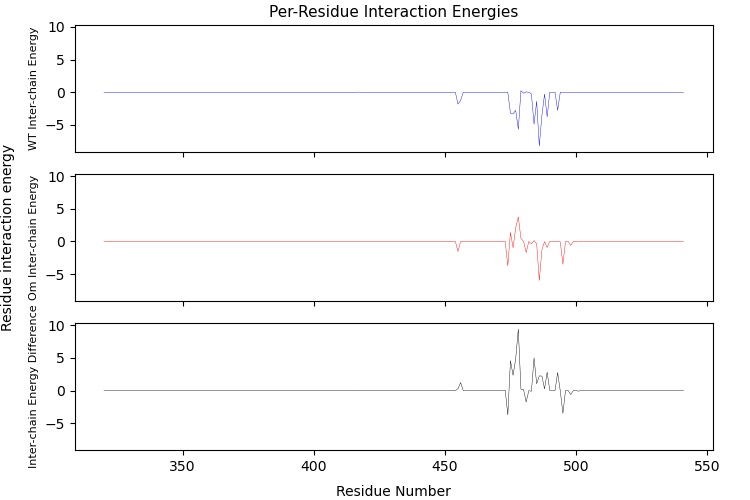 Per-Residue Interaction Energies
Residue interaction energy
WT Inter-chain Energy
10
5
0
−5
Om Inter-chain Energy
10
5
0
−5
Inter-chain Energy Difference
10
5
0
−5
350 400 450 500 550
Residue Number